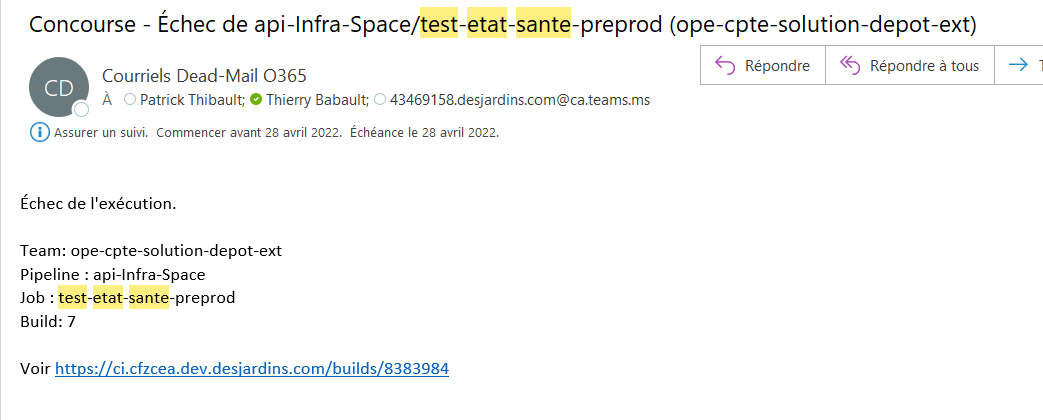 Concourse - Échec de api-Infra-Space/test-etat-sante-preprod (ope-cpte-solution-depot-ext)
Répondre
Répondre à tous
CD
Courriels Dead-Mail O365
À Patrick Thibault; Thierry Babault; 43469158.desjardins.com@ca.teams.ms
Assurer un suivi. Commencer avant 28 avril 2022. Échéance le 28 avril 2022.
Échec de l'exécution.
Team: ope-cpte-solution-depot-ext
Pipeline : api-Infra-Space
Job : test-etat-sante-preprod
Build: 7
Voir https://ci.cfzcea.dev.desjardins.com/builds/8383984